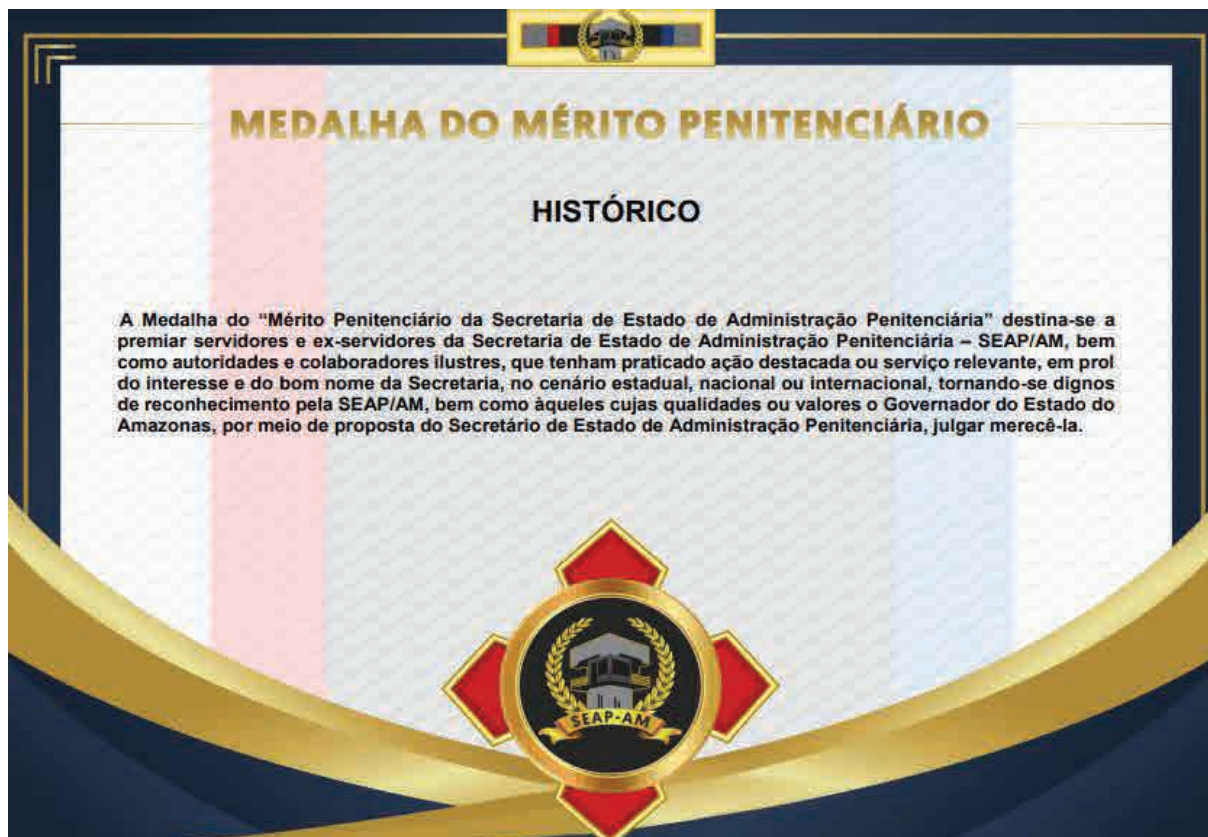 MEDALHA DO MÉRITO PENITENCIÁRIO
HISTÓRICO
A Medalha do “Mérito Penitenciário da Secretaria de Estado de Administração Penitenciária” destina-se a
premiar servidores e ex-servidores da Secretaria de Estado de Administração Penitenciária – SEAP/AM, bem
como autoridades e colaboradores ilustres, que tenham praticado ação destacada ou serviço relevante, em prol
do interesse e do bom nome da Secretaria, no cenário estadual, nacional ou internacional, tornando-se dignos
de reconhecimento pela SEAP/AM, bem como àqueles cujas qualidades ou valores o Governador do Estado do
Amazonas, por meio de proposta do Secretário de Estado de Administração Penitenciária, julgar merecê-la.
SEAP-AM